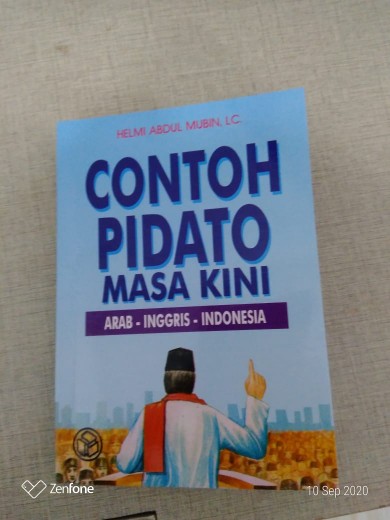 HELMI ABDUL MUBIN, LC.
CONTOH
PIDATO
MASA KINI
ARAB - INGGRIS - INDONESIA
Zenfone
10 Sep 2020